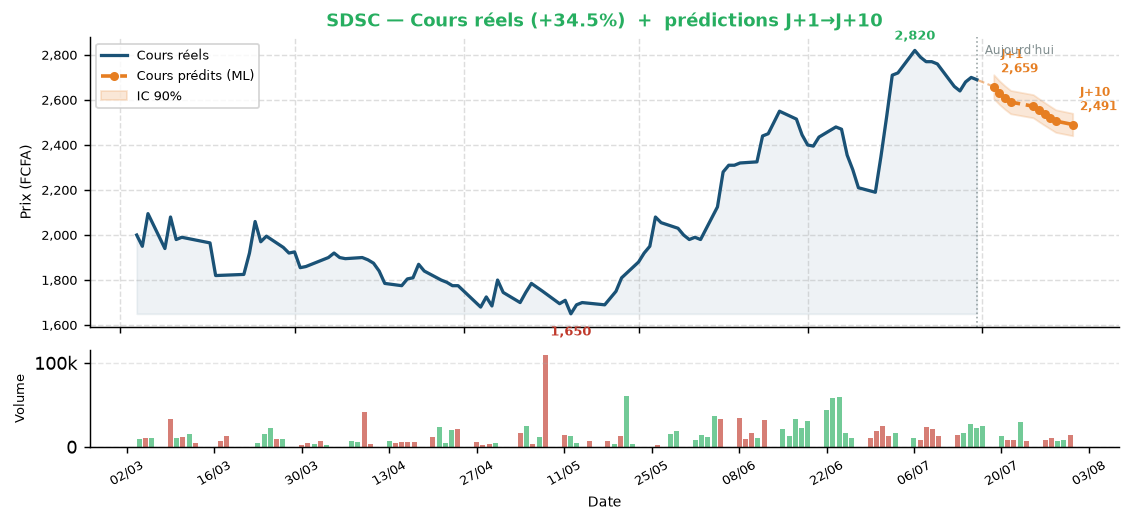 SDSC — Cours réels (+34.5%)  +  prédictions J+1→J+10
Cours réels
Cours prédits (ML)
IC 90%
2,820
Aujourd'hui
J+1
2,659
J+10
2,491
1,650
Prix (FCFA)
2,800
2,600
2,400
2,200
2,000
1,800
1,600
Volume
100k
0
02/03
16/03
30/03
13/04
27/04
11/05
25/05
08/06
22/06
06/07
20/07
03/08
Date